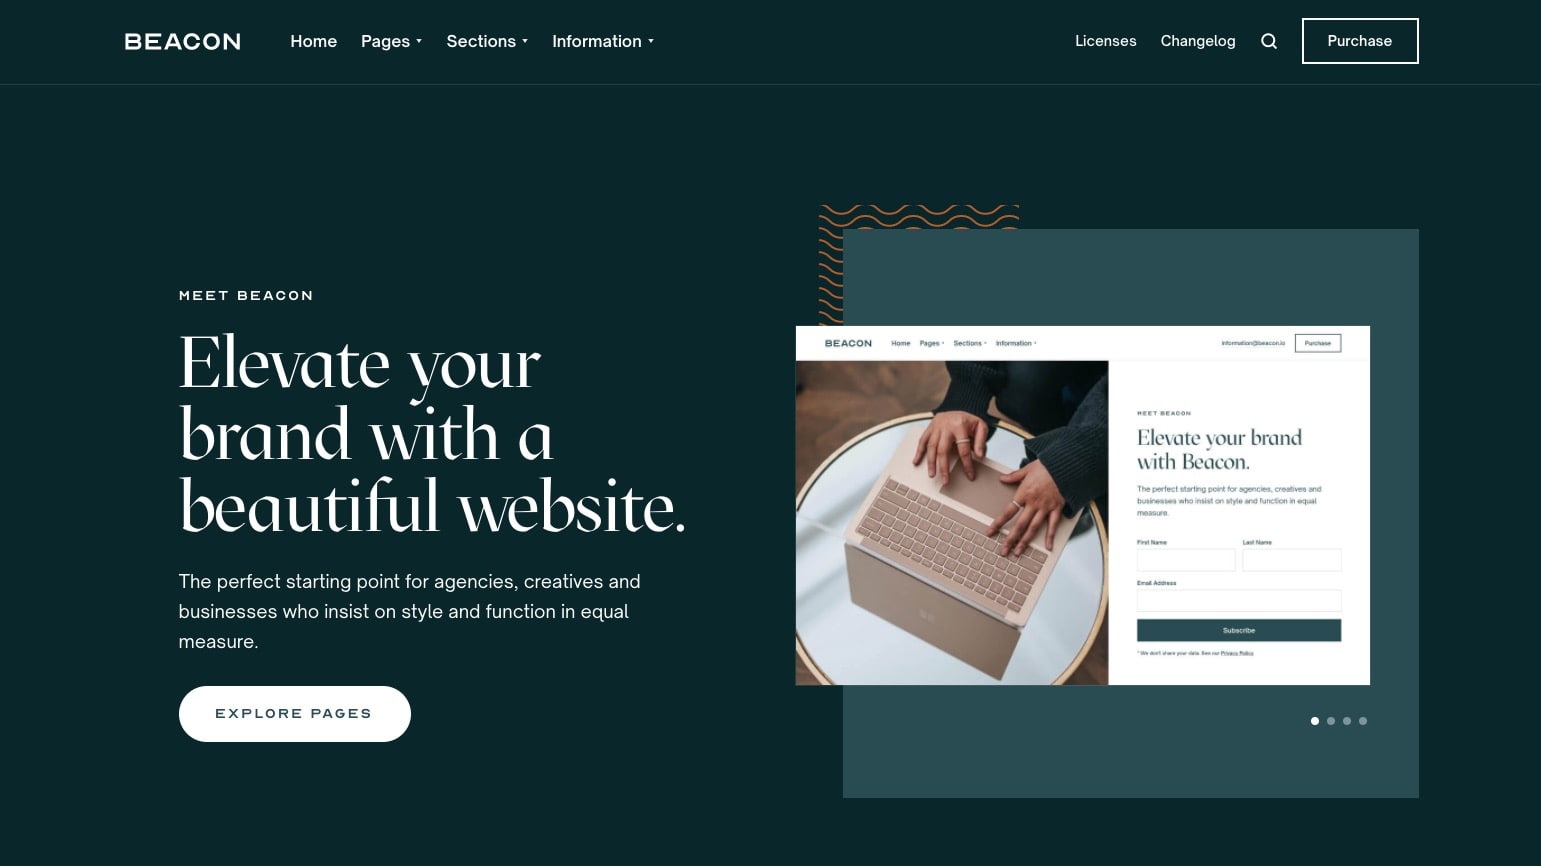 BEACON
Home Pages Sections Information
Licenses Changelog Purchase
MEET BEACON
Elevate your
brand with a
beautiful website.
The perfect starting point for agencies, creatives and
businesses who insist on style and function in equal
measure.
EXPLORE PAGES
BEACON Home Pages Sections Information
information@beacon.io Purchase
MEET BEACON
Elevate your brand
with Beacon.
The perfect starting point for agencies, creatives and
businesses who insist on style and function in equal
measure.
First Name Last Name
Email Address
Subscribe
* We don't share your data. See our Privacy Policy